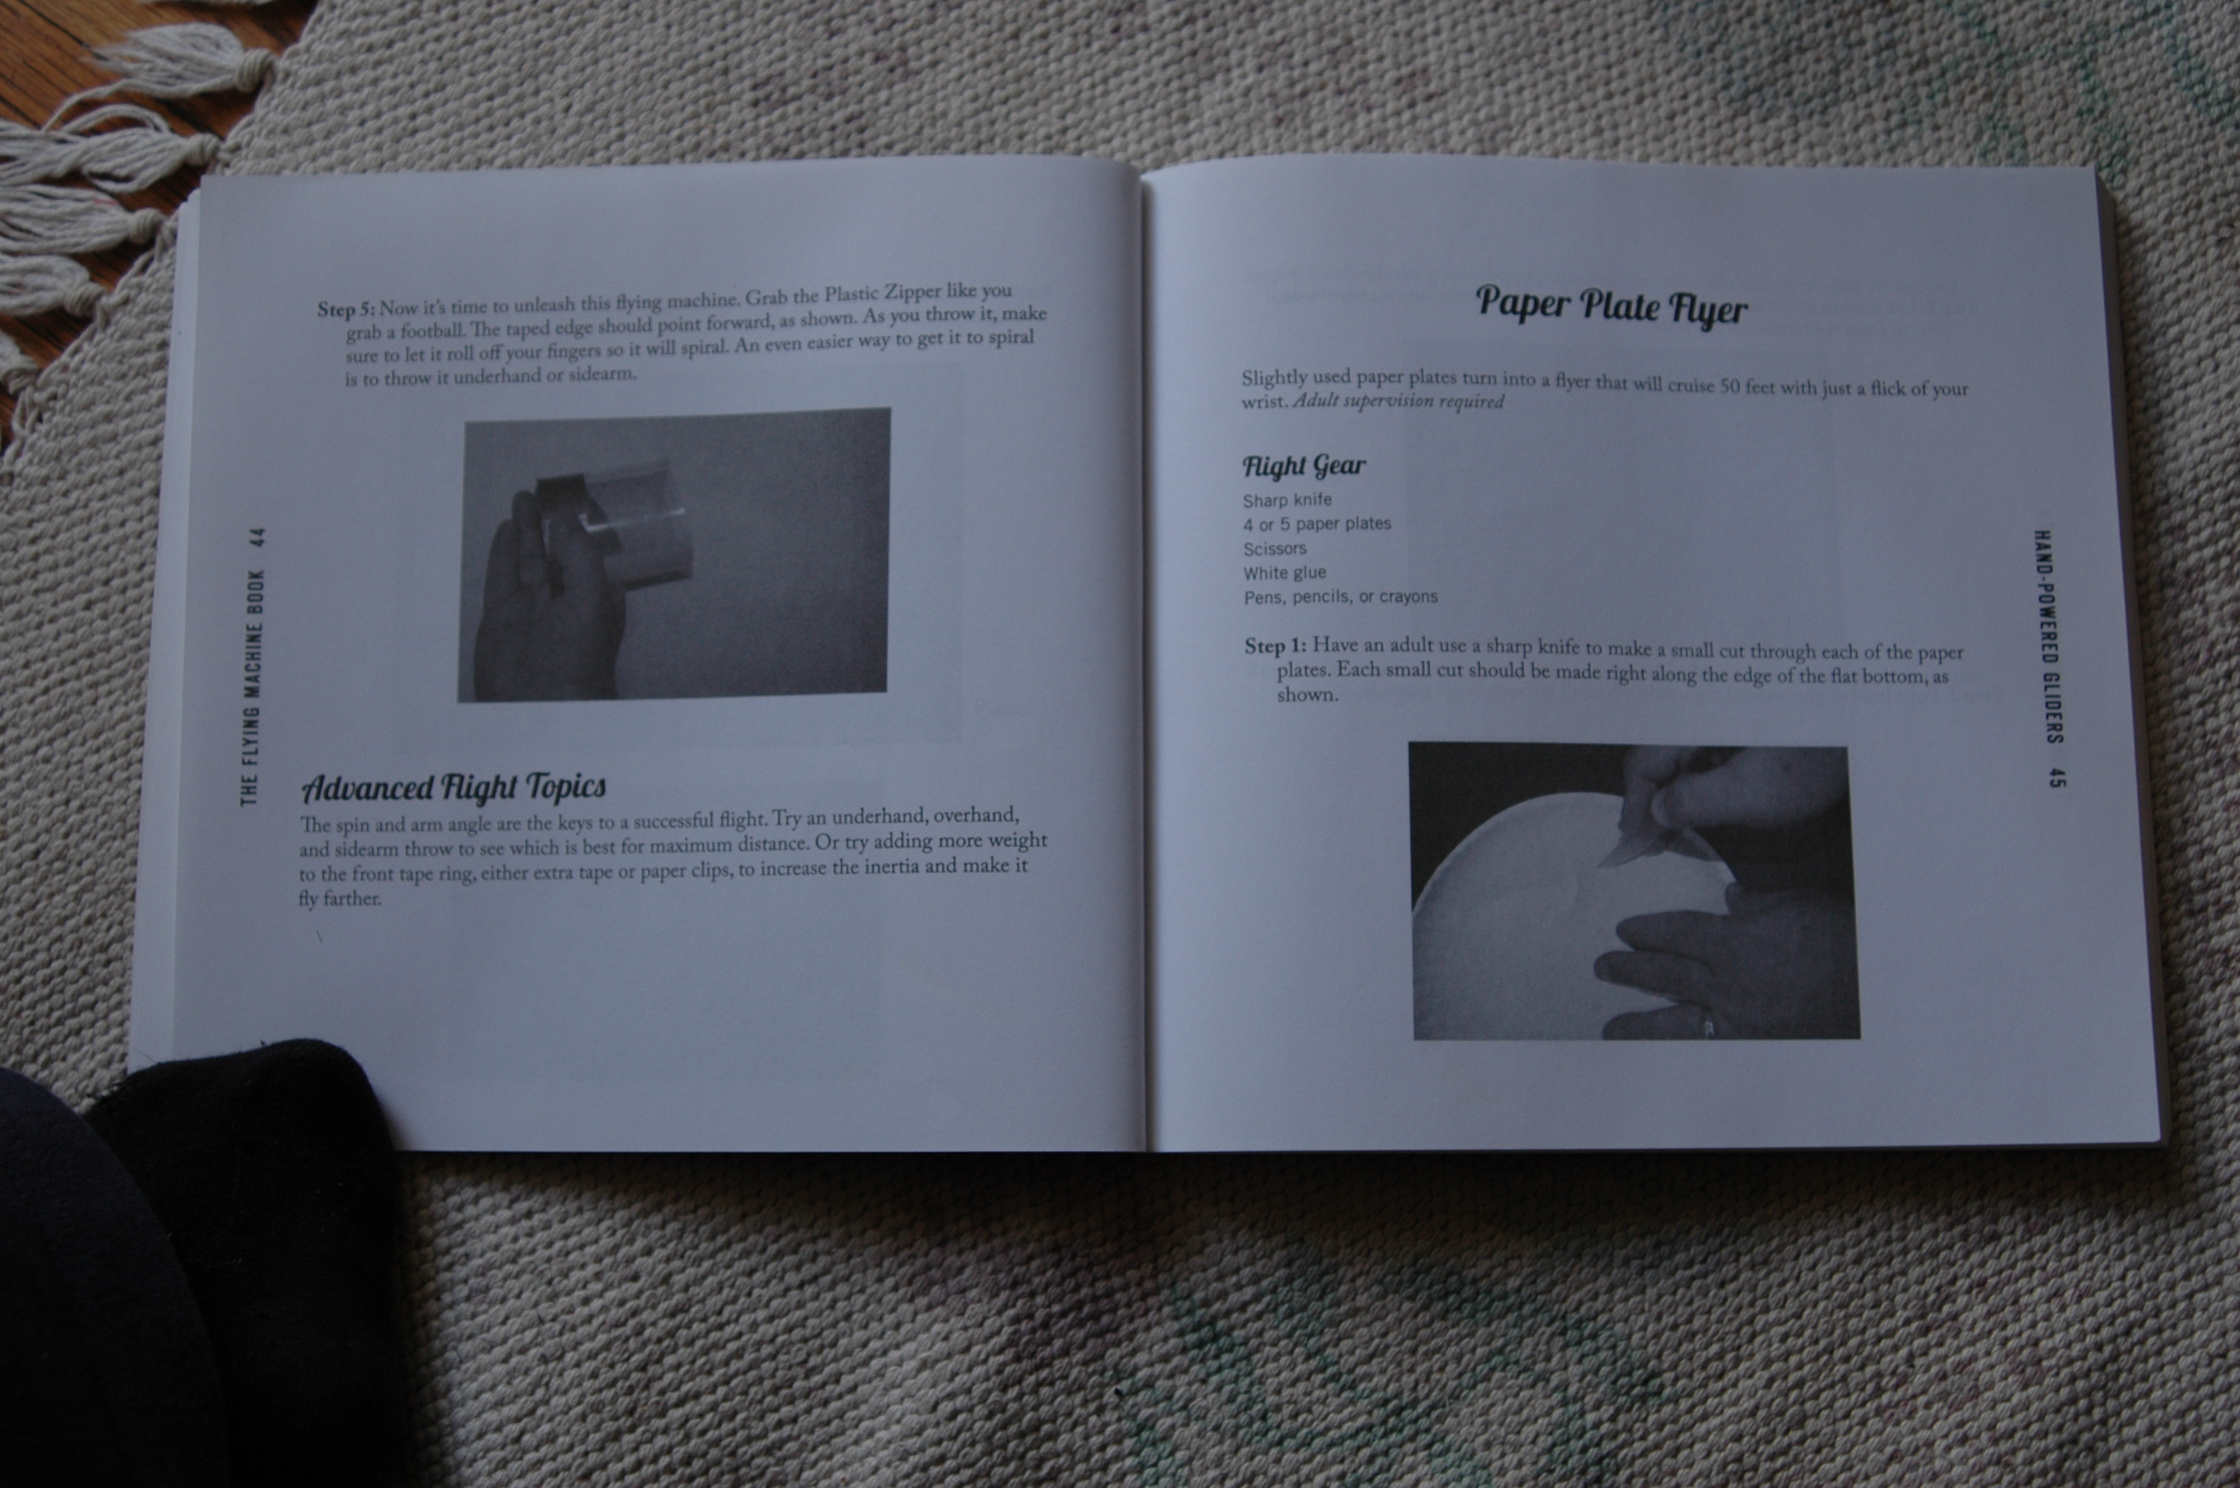 Step 5: Now it's time to unleash this flying machine. Grab the Plastic Zipper like you
grab a football. The taped edge should point forward, as shown. As you throw it, make
sure to let it roll off your fingers so it will spiral. An even easier way to get it to spiral
is to throw it underhand or sidearm.
Advanced Flight Topics
The spin and arm angle are the keys to a successful flight. Try an underhand, overhand,
and sidearm throw to see which is best for maximum distance. Or try adding more weight
to the front tape ring, either extra tape or paper clips, to increase the inertia and make it
fly farther.
THE FLYING MACHINE BOOK 44
Paper Plate Flyer
Slightly used paper plates turn into a flyer that will cruise 50 feet with just a flick of your
wrist. Adult supervision required
Flight Gear
Sharp knife
4 or 5 paper plates
Scissors
White glue
Pens, pencils, or crayons
Step 1: Have an adult use a sharp knife to make a small cut through each of the paper
plates. Each small cut should be made right along the edge of the flat bottom, as
shown.
HAND-POWERED GLIDERS 45